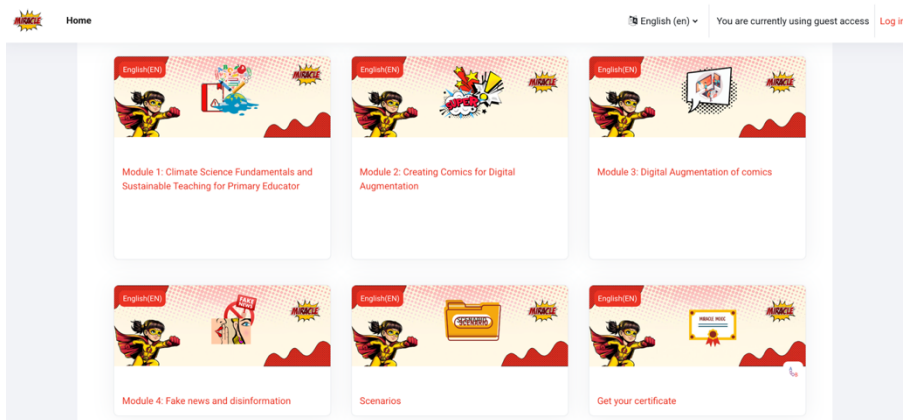 MIRACLE
Home
English (en)
You are currently using guest access
Log in
English(EN)
MIRACLE
Module 1: Climate Science Fundamentals and
Sustainable Teaching for Primary Educator
English(EN)
SUPER
MIRACLE
Module 2: Creating Comics for Digital
Augmentation
English(EN)
MIRACLE
Module 3: Digital Augmentation of comics
English(EN)
FAKE
NEWS
MIRACLE
Module 4: Fake news and disinformation
English(EN)
SCENARIO
MIRACLE
Scenarios
English(EN)
MIRACLE MOOC
MIRACLE
Get your certificate